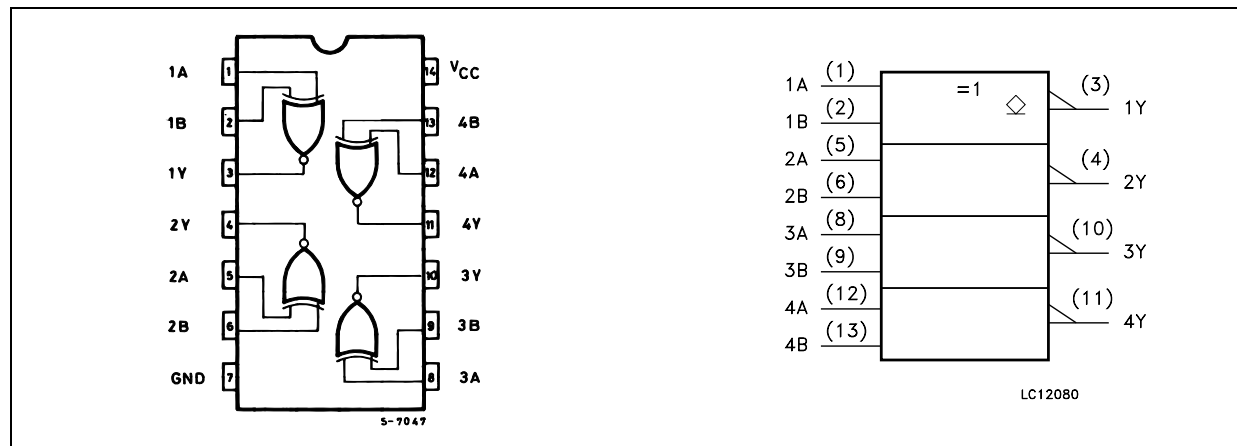 1A 1 14 VCC
1B 2 13 4B
1Y 3 12 4A
2Y 4 11 4Y
2A 5 10 3Y
2B 6 9 3B
GND 7 8 3A
S-7047
1A (1) =1 (3) 1Y
1B (2)
2A (5) (4) 2Y
2B (6)
3A (8) (10) 3Y
3B (9)
4A (12) (11) 4Y
4B (13)
LC12080